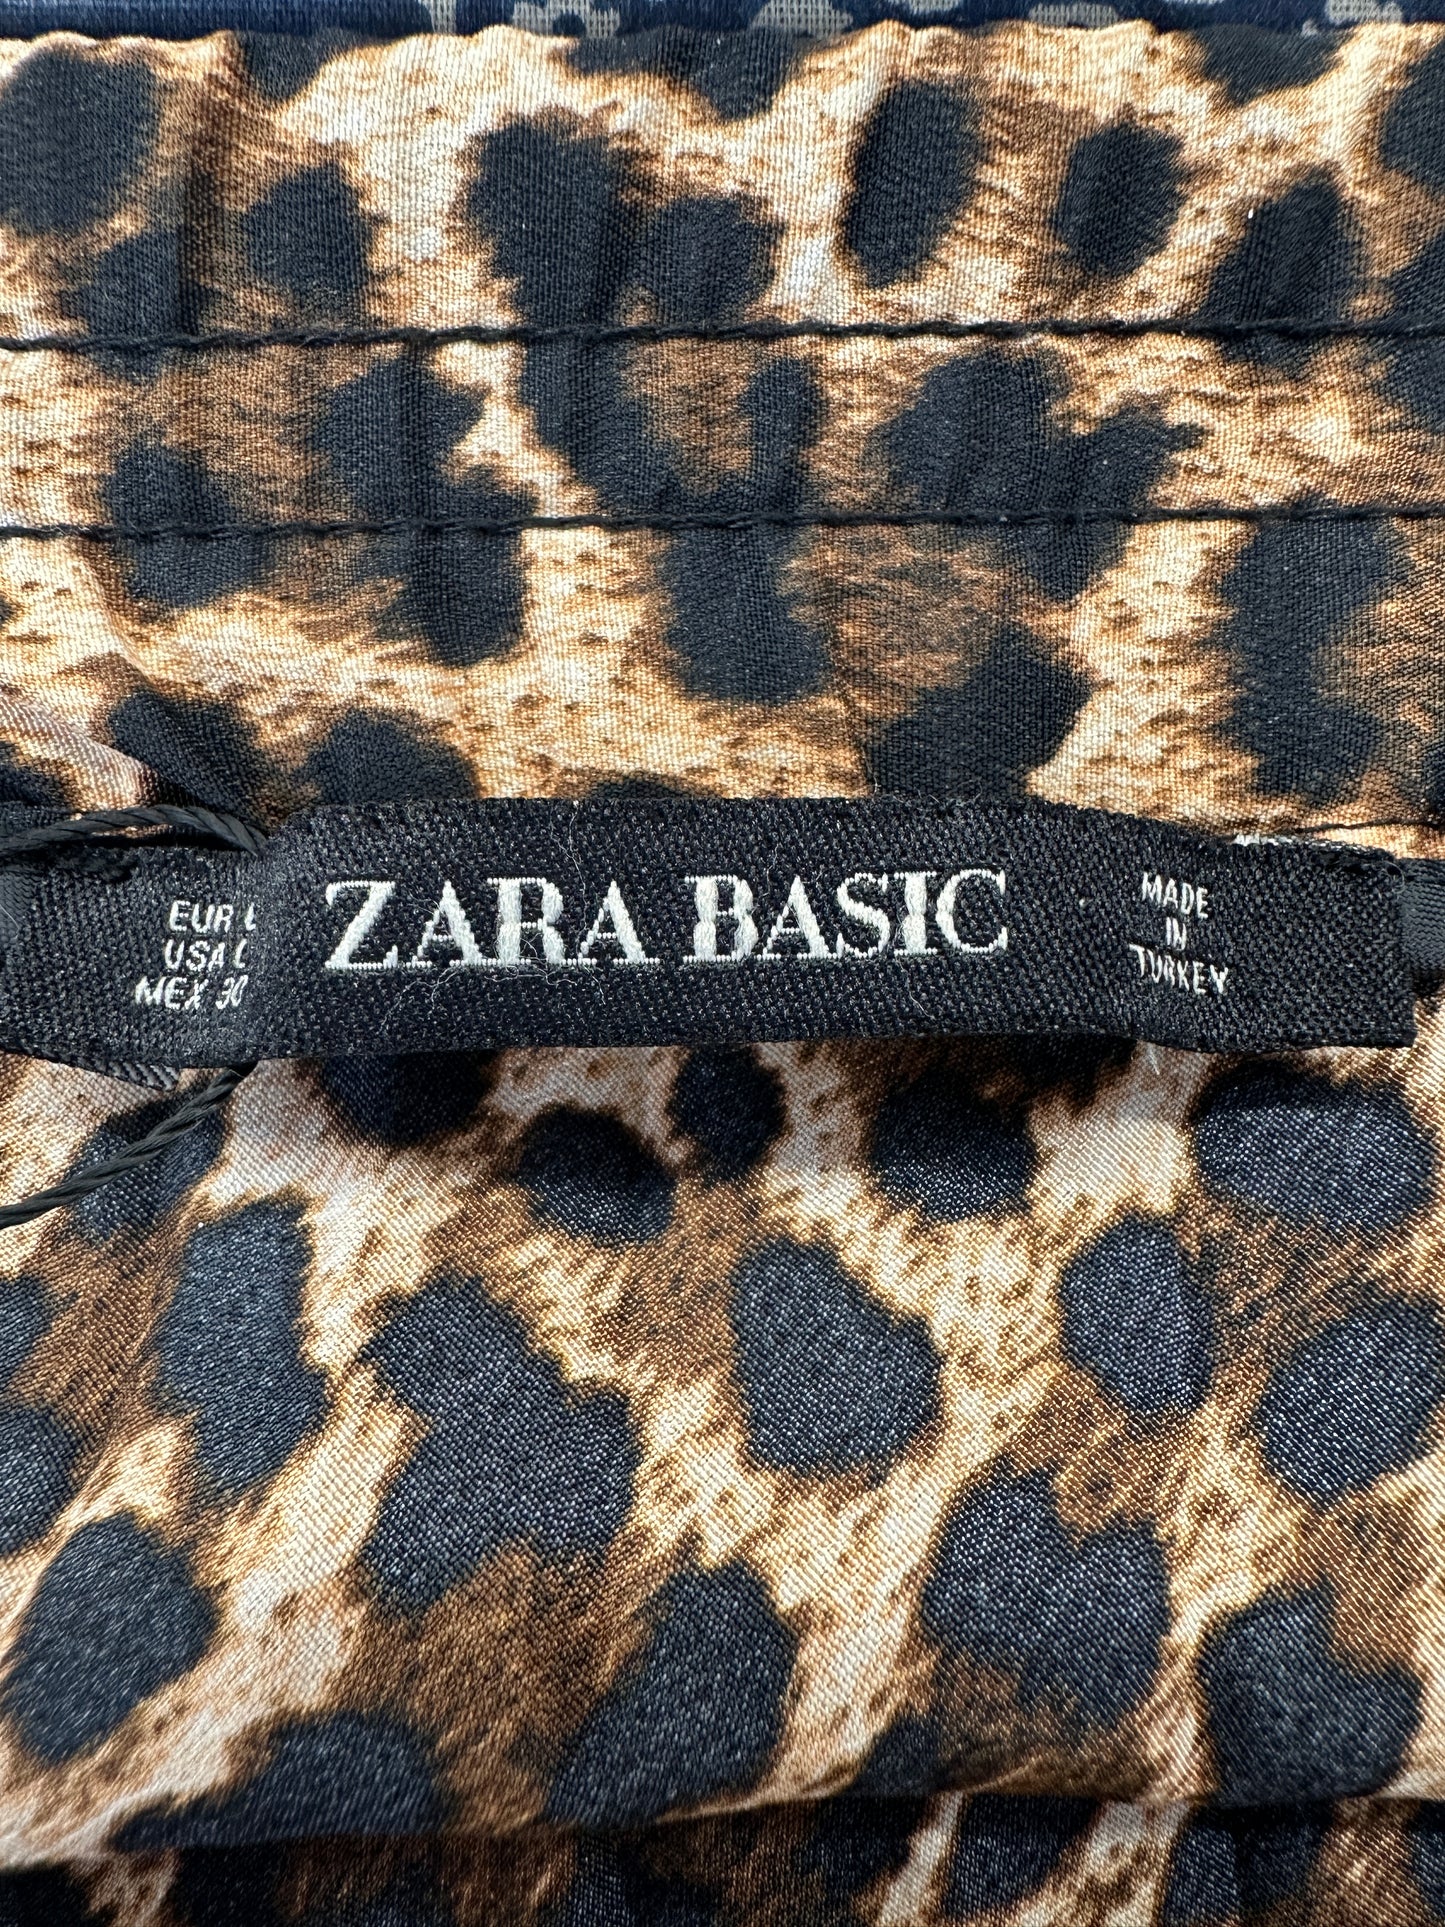 EUR L
USA L
MEX 30
ZARA BASIC
MADE
IN
TURKEY